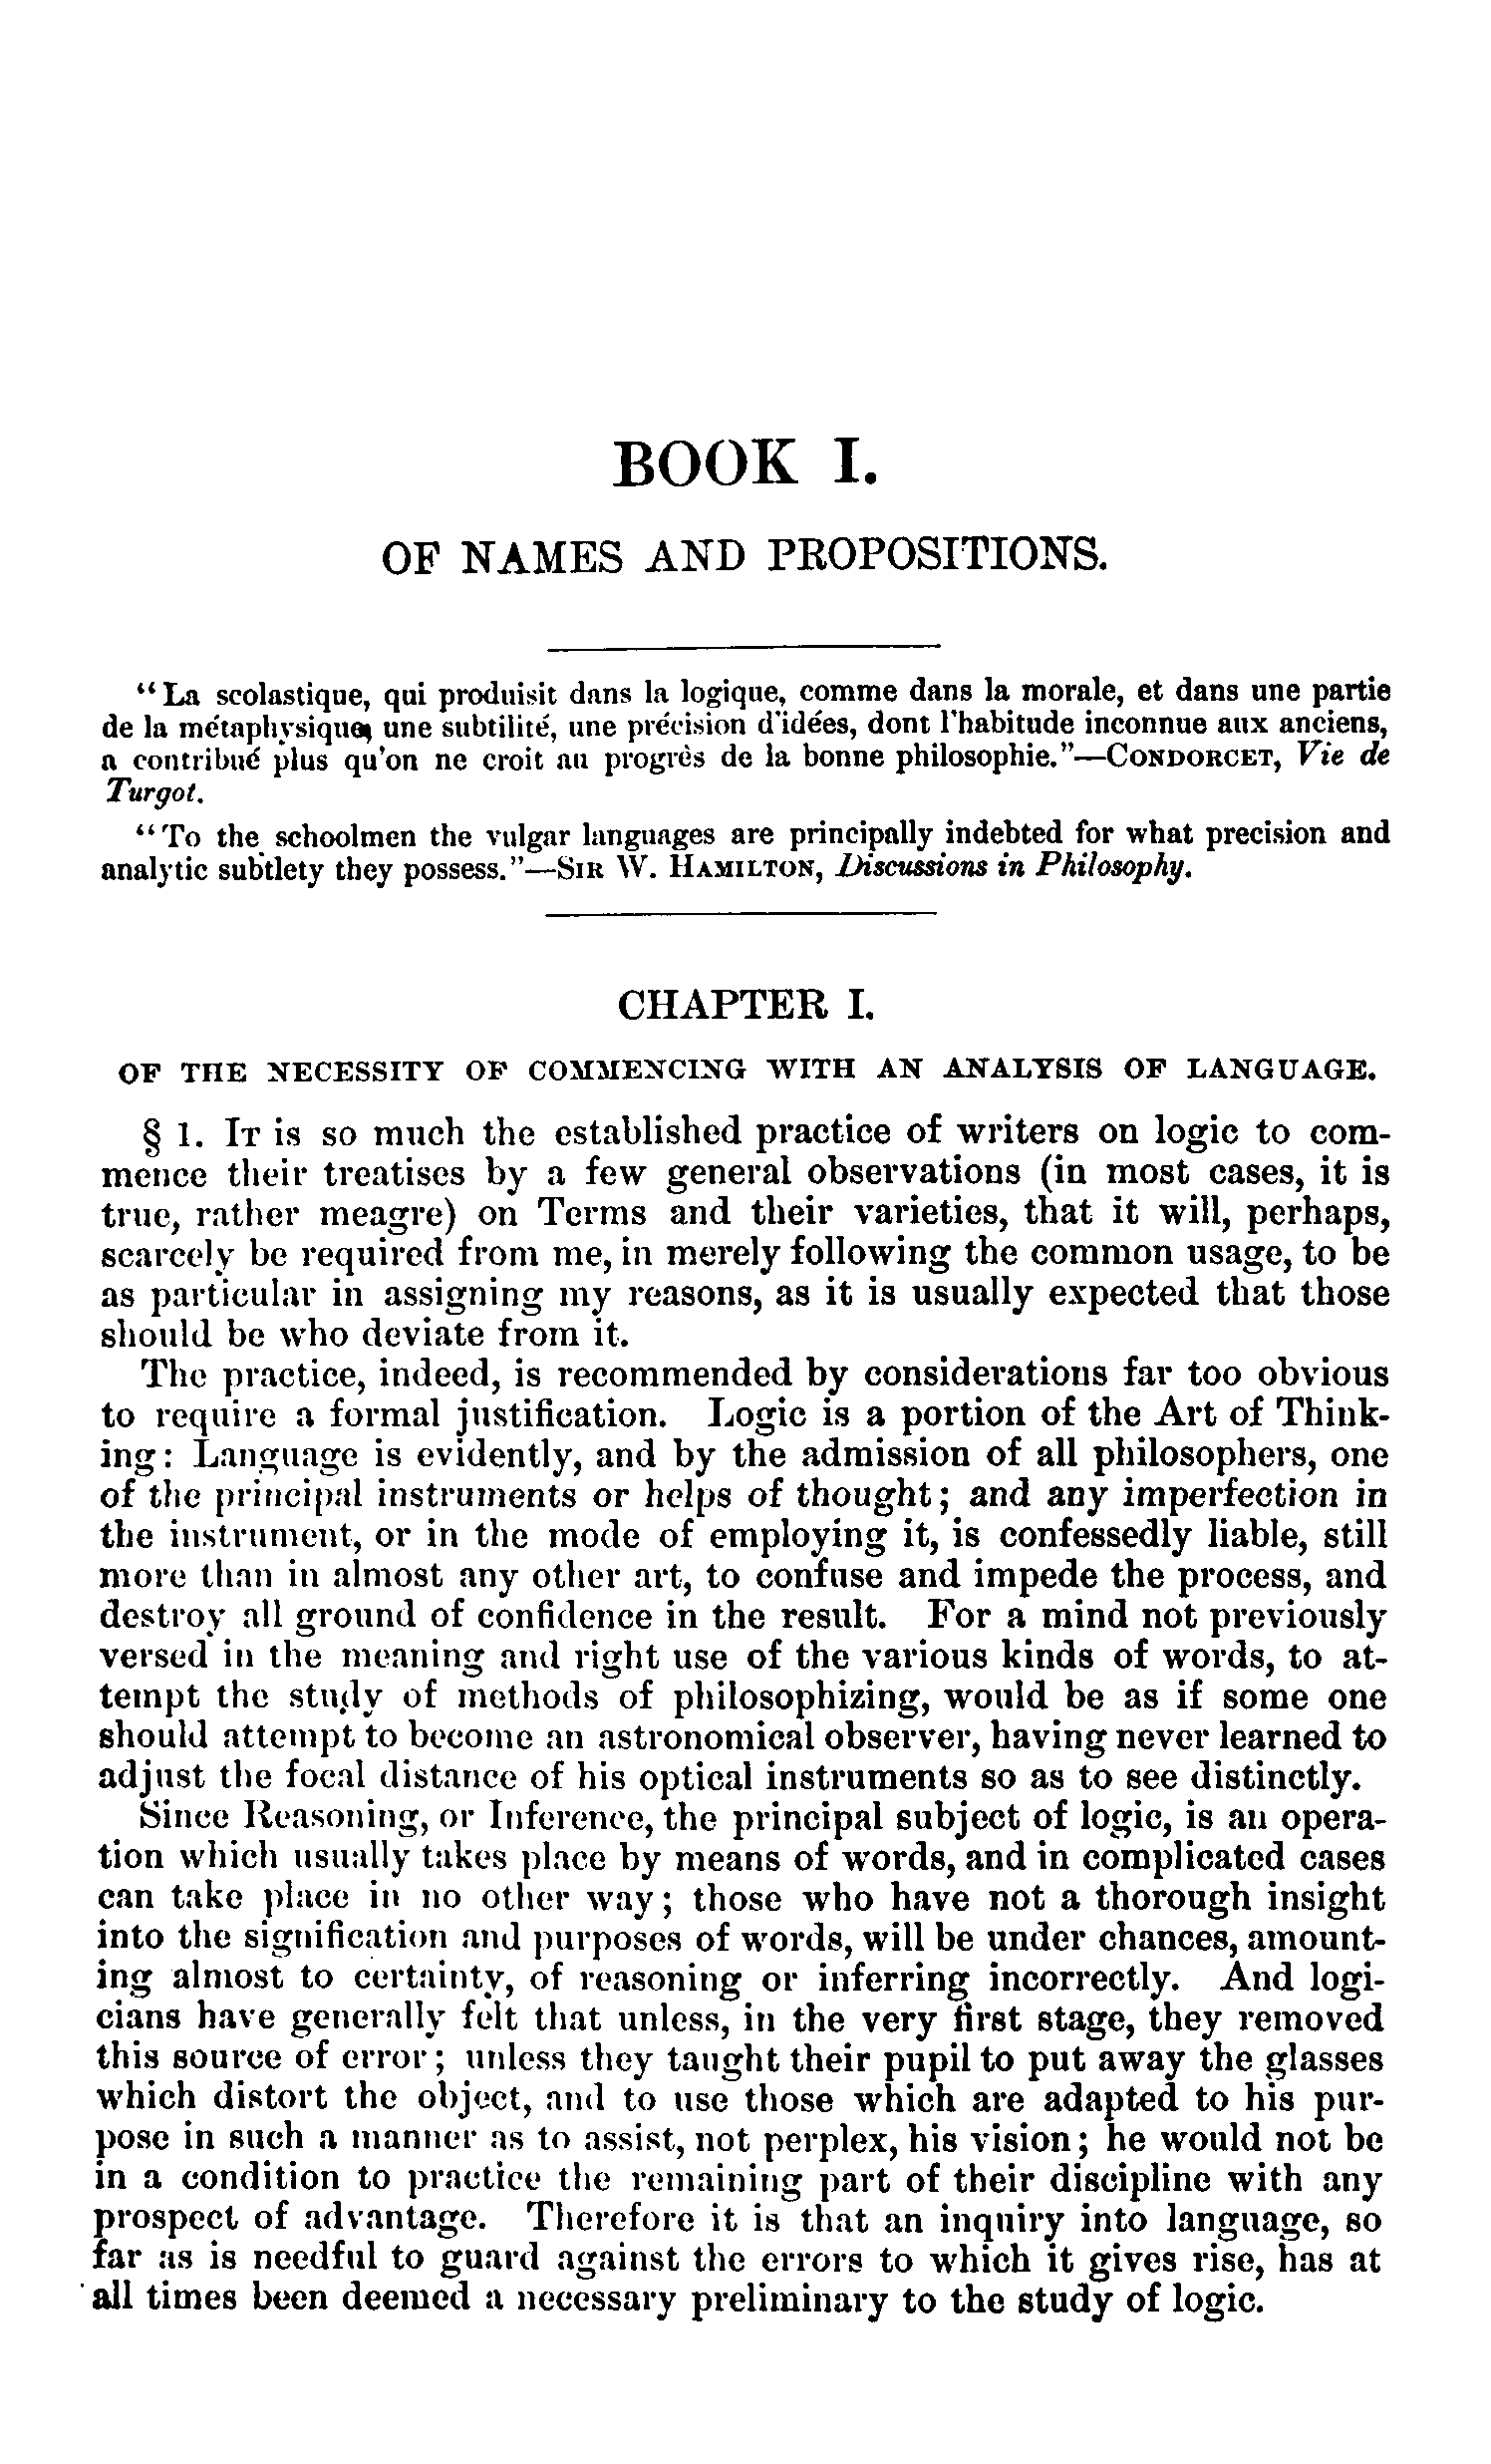 BOOK I.
OF NAMES AND PROPOSITIONS.
“La scolastique, qui produisit dans la logique, comme dans la morale, et dans une partie
de la métaphysique, une subtilité, une précision d'idées, dont l'habitude inconnue aux anciens,
a contribué plus qu'on ne croit au progrès de la bonne philosophie.”—CONDORCET, Vie de
Turgot.
“To the schoolmen the vulgar languages are principally indebted for what precision and
analytic subtlety they possess.”—SIR W. HAMILTON, Discussions in Philosophy.
CHAPTER I.
OF THE NECESSITY OF COMMENCING WITH AN ANALYSIS OF LANGUAGE.
§ 1. IT is so much the established practice of writers on logic to com-
mence their treatises by a few general observations (in most cases, it is
true, rather meagre) on Terms and their varieties, that it will, perhaps,
scarcely be required from me, in merely following the common usage, to be
as particular in assigning my reasons, as it is usually expected that those
should be who deviate from it.
The practice, indeed, is recommended by considerations far too obvious
to require a formal justification. Logic is a portion of the Art of Think-
ing: Language is evidently, and by the admission of all philosophers, one
of the principal instruments or helps of thought; and any imperfection in
the instrument, or in the mode of employing it, is confessedly liable, still
more than in almost any other art, to confuse and impede the process, and
destroy all ground of confidence in the result. For a mind not previously
versed in the meaning and right use of the various kinds of words, to at-
tempt the study of methods of philosophizing, would be as if some one
should attempt to become an astronomical observer, having never learned to
adjust the focal distance of his optical instruments so as to see distinctly.
Since Reasoning, or Inference, the principal subject of logic, is an opera-
tion which usually takes place by means of words, and in complicated cases
can take place in no other way; those who have not a thorough insight
into the signification and purposes of words, will be under chances, amount-
ing almost to certainty, of reasoning or inferring incorrectly. And logi-
cians have generally felt that unless, in the very first stage, they removed
this source of error; unless they taught their pupil to put away the glasses
which distort the object, and to use those which are adapted to his pur-
pose in such a manner as to assist, not perplex, his vision; he would not be
in a condition to practice the remaining part of their discipline with any
prospect of advantage. Therefore it is that an inquiry into language, so
far as is needful to guard against the errors to which it gives rise, has at
all times been deemed a necessary preliminary to the study of logic.